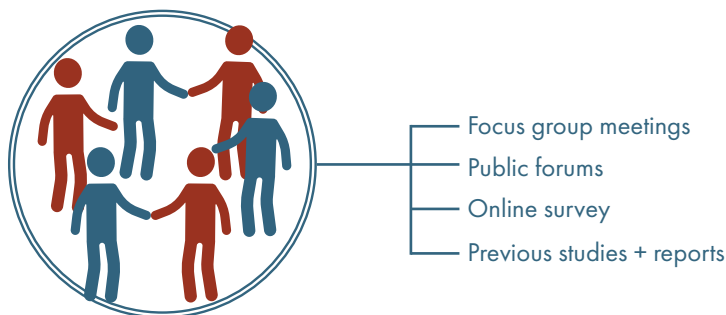 Focus group meetings
Public forums
Online survey
Previous studies + reports